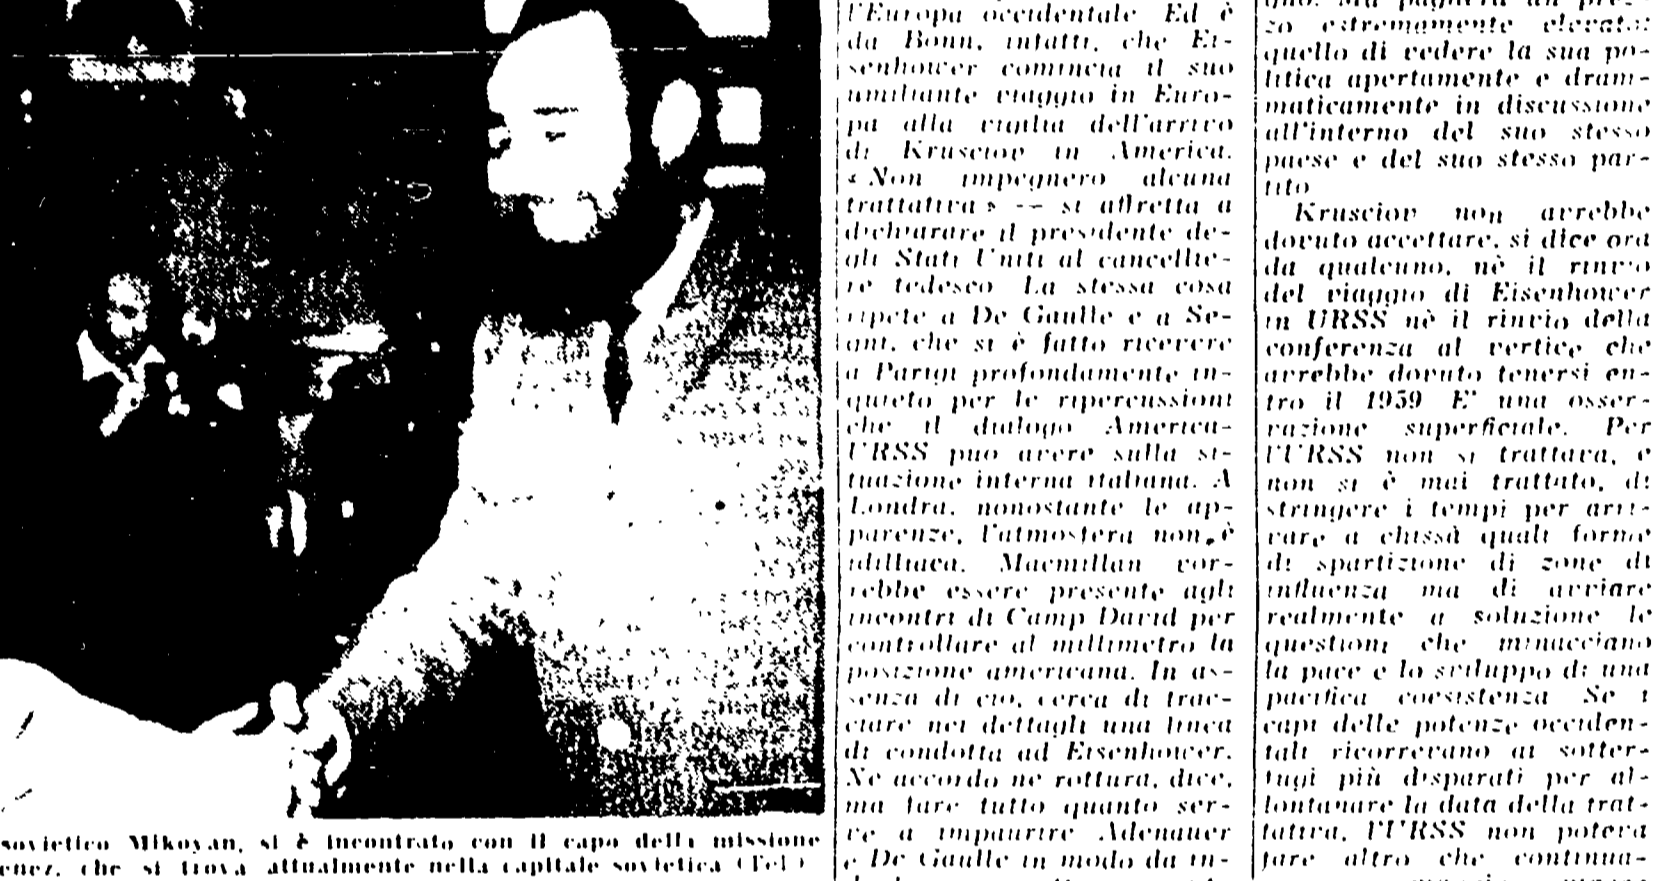 sovietico Mikoyan, si è incontrato con il capo della missione
enez, che si trova attualmente nella capitale sovietica (Tel.)
l'Europa occidentale Ed è
da Bonn, infatti, che Ei-
senhower comincia il suo
umiliante viaggio in Euro-
pa alla vigilia dell'arrivo
di Krusciov in America.
« Non impegnerò alcuna
trattativa » — si affretta a
dichiarare il presidente de-
gli Stati Uniti al cancellie-
re tedesco La stessa cosa
ripete a De Gaulle e a Se-
gni, che si è fatto ricevere
a Parigi profondamente in-
quieto per le ripercussioni
che il dialogo America-
URSS può avere sulla si-
tuazione interna italiana. A
Londra, nonostante le ap-
parenze, l'atmosfera non è
idilliaca. Macmillan vor-
rebbe essere presente agli
incontri di Camp David per
controllare al millimetro la
posizione americana. In as-
senza di ciò, cerca di trac-
ciare nei dettagli una linea
di condotta ad Eisenhower.
Nè accordo nè rottura, dice,
ma fare tutto quanto ser-
ve a impaurire Adenauer
e De Gaulle in modo da in-
zo estremamente elevato:
quello di vedere la sua po-
litica apertamente e dram-
maticamente in discussione
all'interno del suo stesso
paese e del suo stesso par-
tito
Krusciov non avrebbe
dovuto accettare, si dice ora
da qualcuno, nè il rinvio
del viaggio di Eisenhower
in URSS nè il rinvio della
conferenza al vertice che
avrebbe dovuto tenersi en-
tro il 1959 E' una osser-
vazione superficiale. Per
l'URSS non si trattava, e
non si è mai trattato, di
stringere i tempi per arri-
vare a chissà quali forme
di spartizione di zone di
influenza ma di avviare
realmente a soluzione le
questioni che minacciano
la pace e lo sviluppo di una
pacifica coesistenza Se i
capi delle potenze occiden-
tali ricorrevano ai sotter-
fugi più disparati per al-
lontanare la data della trat-
tativa, l'URSS non poteva
fare altro che continua-